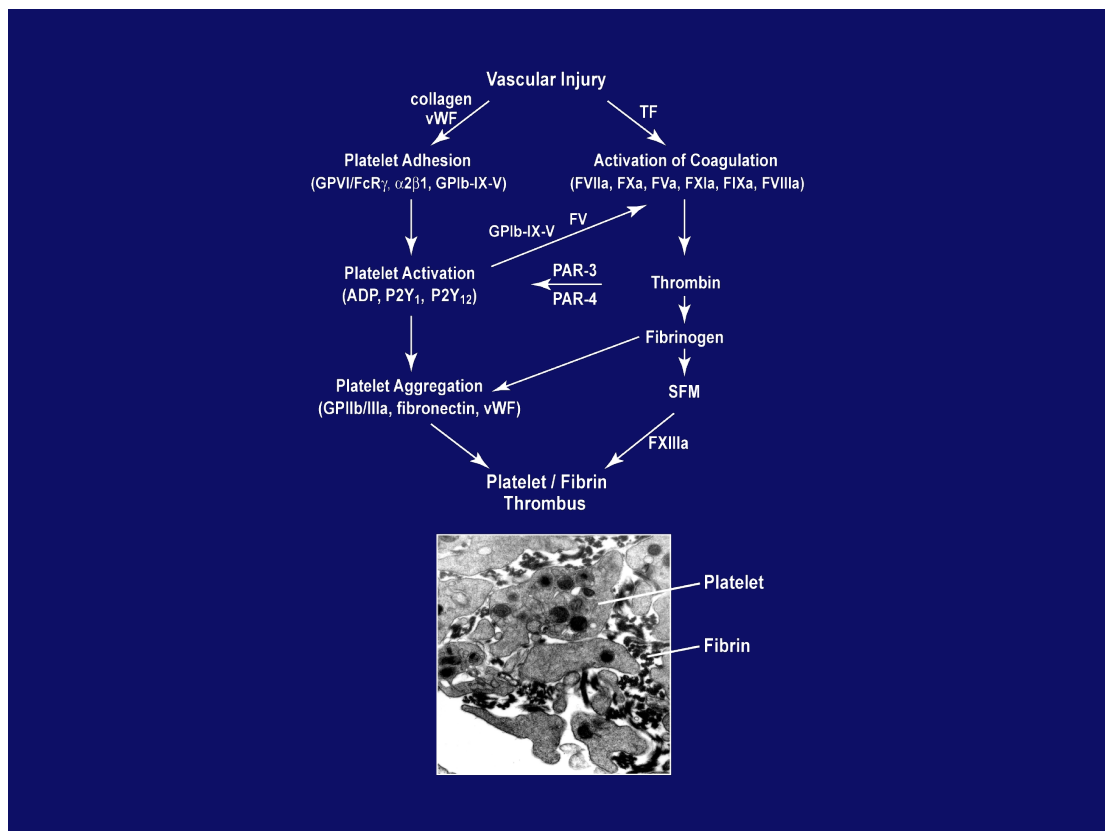 Vascular Injury
collagen
vWF
TF
Platelet Adhesion
(GPVI/FcRγ, α2β1, GPIb-IX-V)
Activation of Coagulation
(FVIIa, FXa, FVa, FXIa, FIXa, FVIIIa)
GPIb-IX-V
FV
Platelet Activation
(ADP, P2Y₁, P2Y₁₂)
PAR-3
PAR-4
Thrombin
Fibrinogen
Platelet Aggregation
(GPIIb/IIIa, fibronectin, vWF)
SFM
FXIIIa
Platelet / Fibrin
Thrombus
Platelet
Fibrin